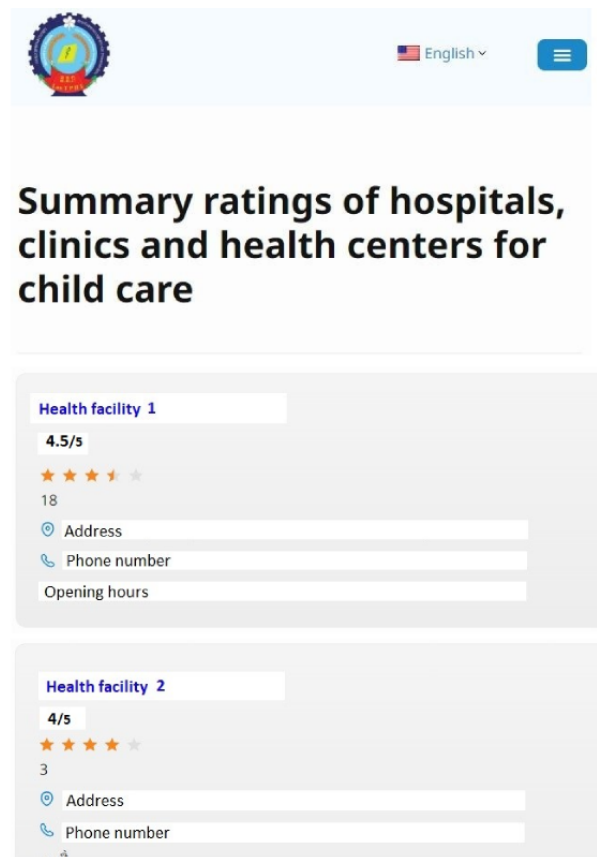 English
Summary ratings of hospitals,
clinics and health centers for
child care
Health facility 1
4.5/5
18
Address
Phone number
Opening hours
Health facility 2
4/5
3
Address
Phone number